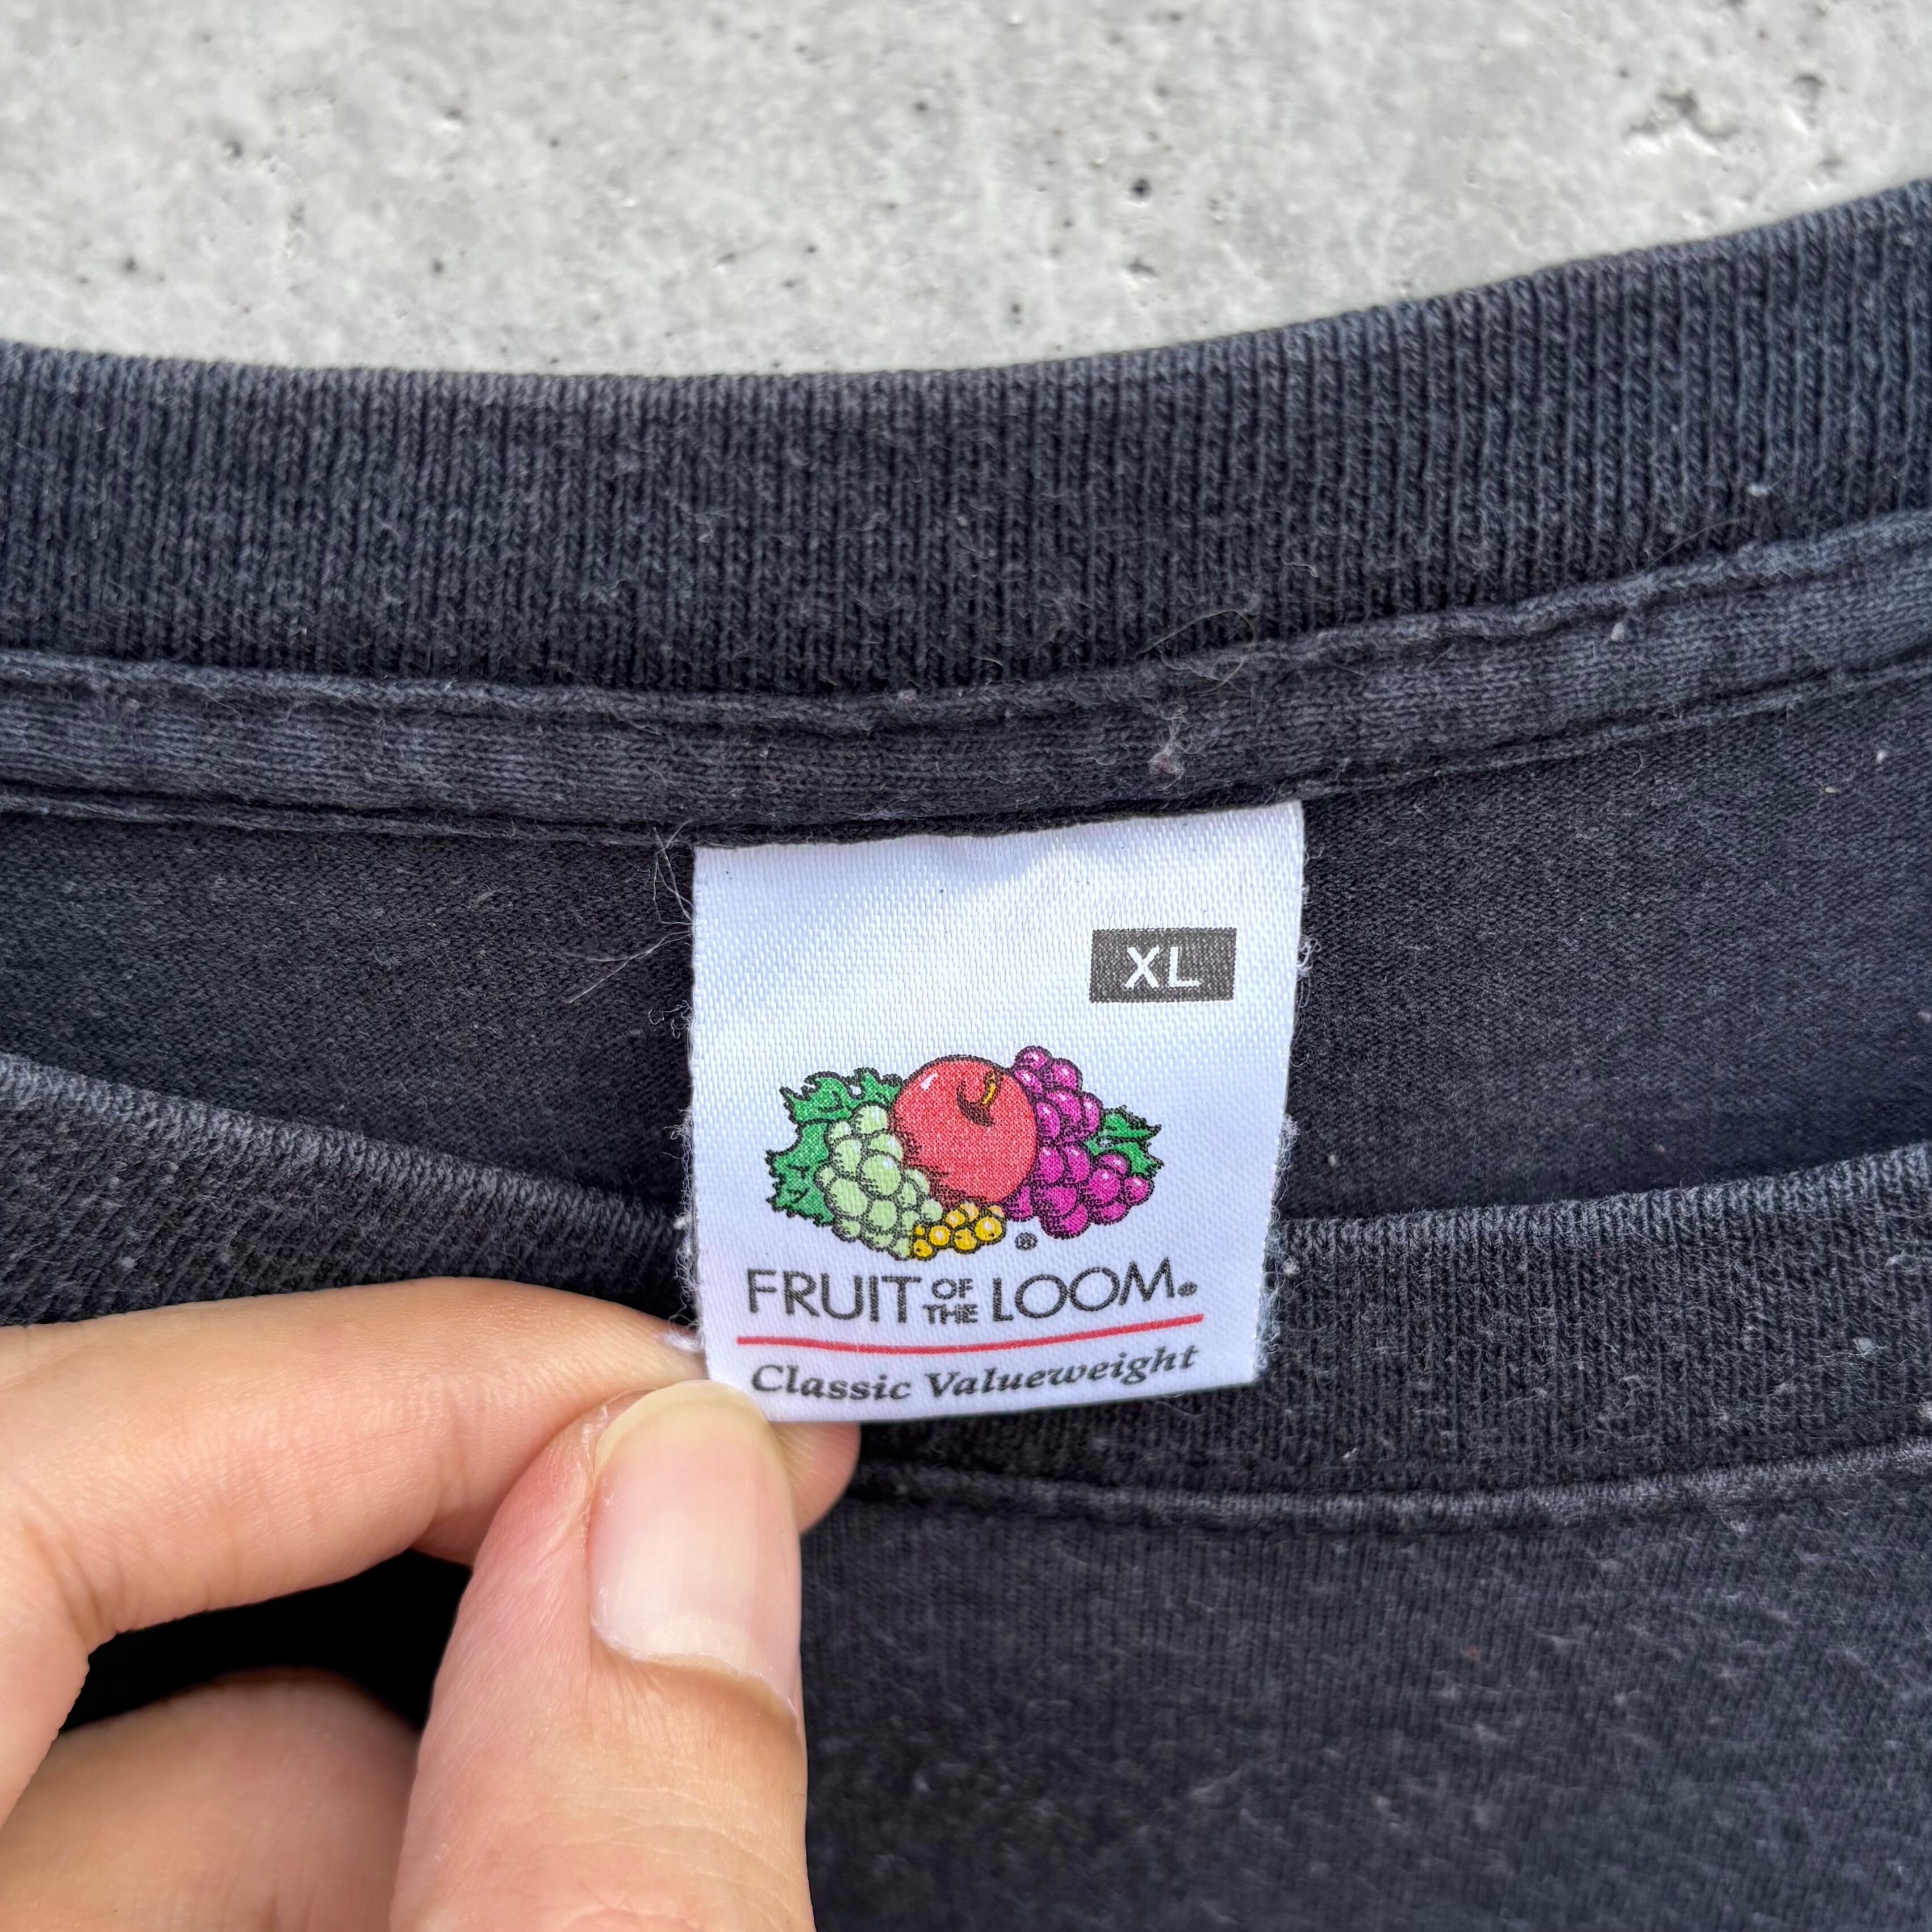 XL
®
FRUIT OF THE LOOM®
Classic Valueweight